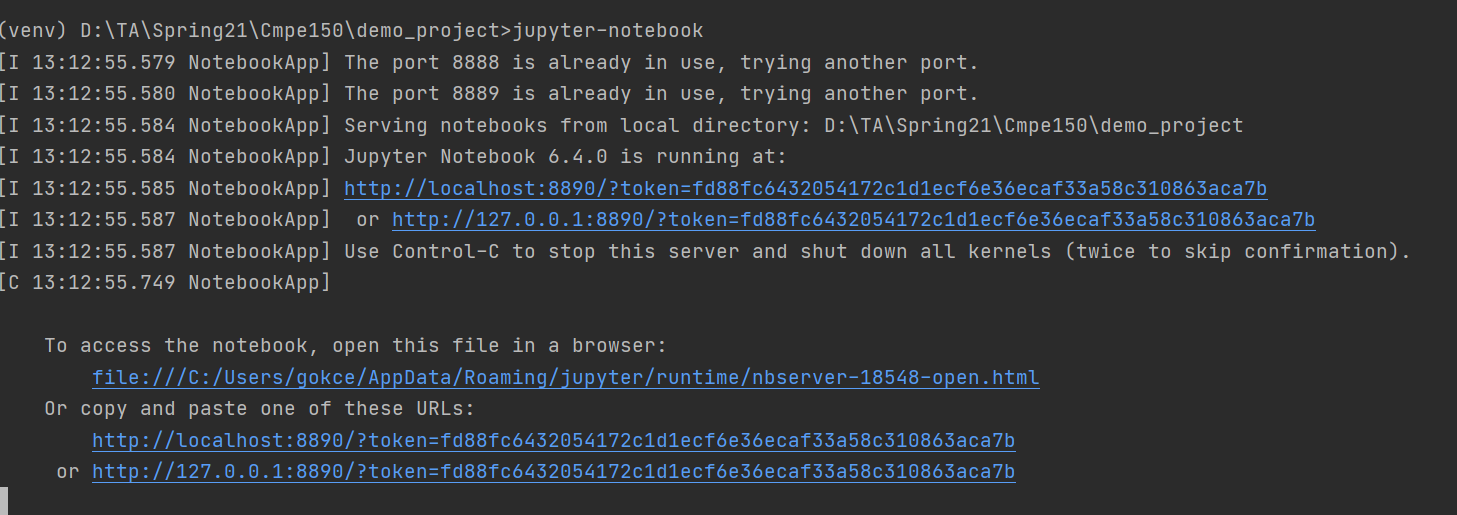 (venv) D:\TA\Spring21\Cmpe150\demo_project>jupyter-notebook
[I 13:12:55.579 NotebookApp] The port 8888 is already in use, trying another port.
[I 13:12:55.580 NotebookApp] The port 8889 is already in use, trying another port.
[I 13:12:55.584 NotebookApp] Serving notebooks from local directory: D:\TA\Spring21\Cmpe150\demo_project
[I 13:12:55.584 NotebookApp] Jupyter Notebook 6.4.0 is running at:
[I 13:12:55.585 NotebookApp] http://localhost:8890/?token=fd88fc6432054172c1d1ecf6e36ecaf33a58c310863aca7b
[I 13:12:55.587 NotebookApp]  or http://127.0.0.1:8890/?token=fd88fc6432054172c1d1ecf6e36ecaf33a58c310863aca7b
[I 13:12:55.587 NotebookApp] Use Control-C to stop this server and shut down all kernels (twice to skip confirmation).
[C 13:12:55.749 NotebookApp]
To access the notebook, open this file in a browser:
file:///C:/Users/gokce/AppData/Roaming/jupyter/runtime/nbserver-18548-open.html
Or copy and paste one of these URLs:
http://localhost:8890/?token=fd88fc6432054172c1d1ecf6e36ecaf33a58c310863aca7b
or http://127.0.0.1:8890/?token=fd88fc6432054172c1d1ecf6e36ecaf33a58c310863aca7b